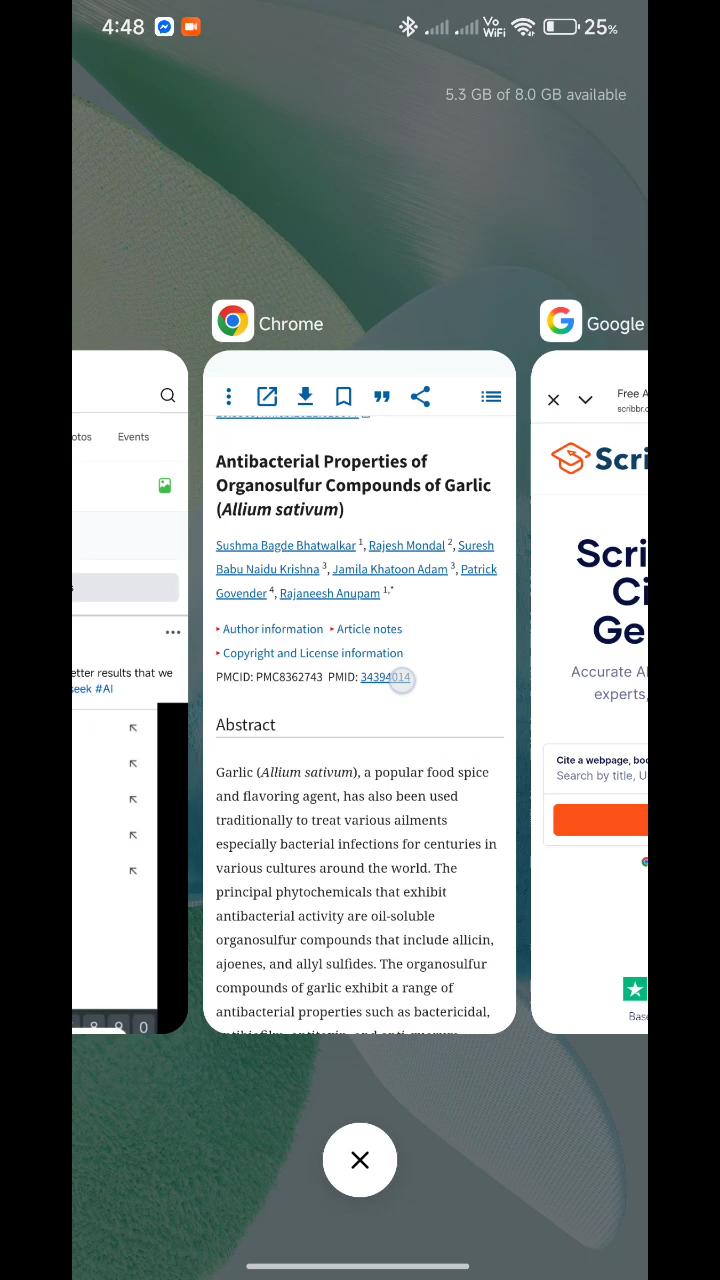 4:48
Vo
WiFi
25%
5.3 GB of 8.0 GB available
Chrome
Google
Events
etter results that we
#AI
Antibacterial Properties of
Organosulfur Compounds of Garlic
(Allium sativum)
Sushma Bagde Bhatwalkar 1, Rajesh Mondal 2, Suresh
Babu Naidu Krishna 3, Jamila Khatoon Adam 3, Patrick
Govender 4, Rajaneesh Anupam 1,*
▸ Author information ▸ Article notes
▸ Copyright and License information
PMCID: PMC8362743 PMID: 34394014
Abstract
Garlic (Allium sativum), a popular food spice
and flavoring agent, has also been used
traditionally to treat various ailments
especially bacterial infections for centuries in
various cultures around the world. The
principal phytochemicals that exhibit
antibacterial activity are oil-soluble
organosulfur compounds that include allicin,
ajoenes, and allyl sulfides. The organosulfur
compounds of garlic exhibit a range of
antibacterial properties such as bactericidal,
Free A
scribbr.c
Scri
Scri
Ci
Ge
Accurate A
experts,
Cite a webpage, boo
Search by title, U
Base